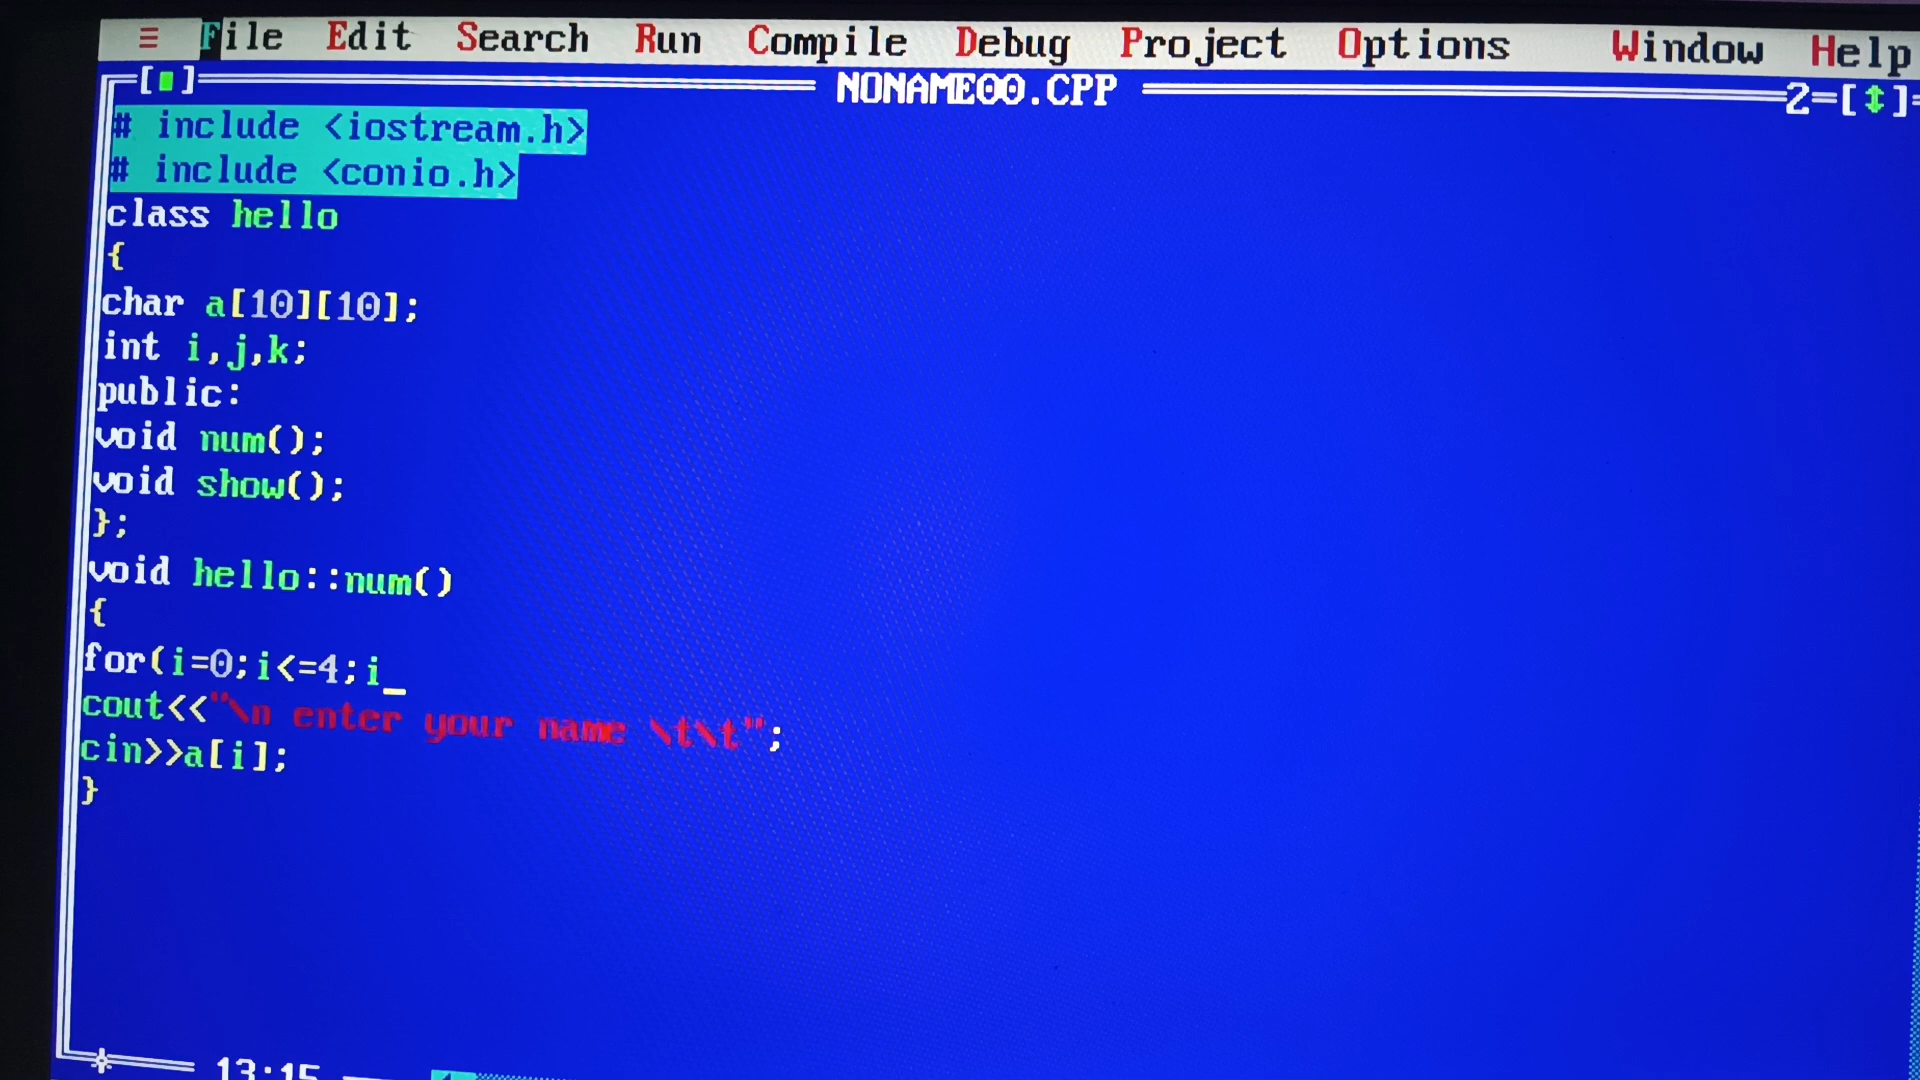 ≡ File Edit Search Run Compile Debug Project Options Window Help
[■] NONAME00.CPP 2=[↕]=
# include <iostream.h>
# include <conio.h>
class hello
{
char a[10][10];
int i,j,k;
public:
void num();
void show();
};
void hello::num()
{
for(i=0;i<=4;i_
cout<<"\n enter your name \t\t";
cin>>a[i];
}
13:15